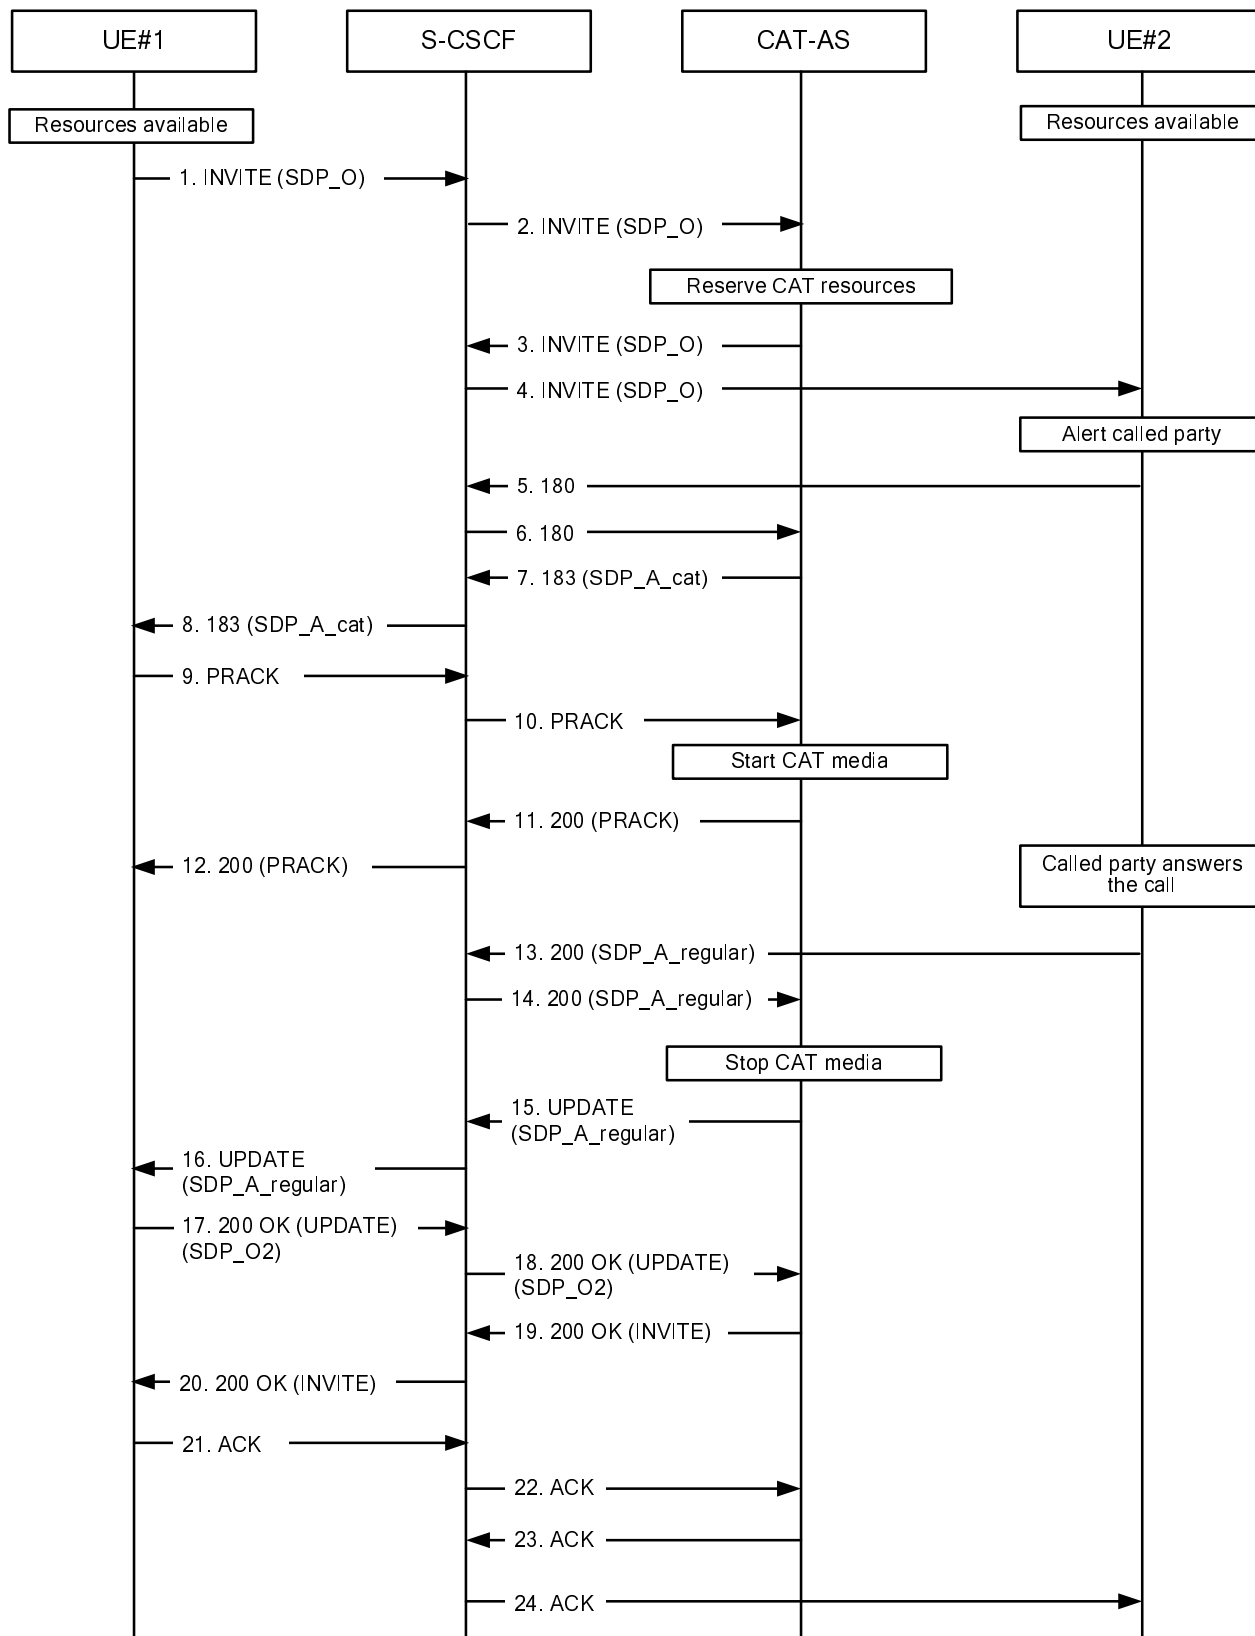 UE#1
S-CSCF
CAT-AS
UE#2
Resources available
Resources available
1. INVITE (SDP_O)
2. INVITE (SDP_O)
Reserve CAT resources
3. INVITE (SDP_O)
4. INVITE (SDP_O)
Alert called party
5. 180
6. 180
7. 183 (SDP_A_cat)
8. 183 (SDP_A_cat)
9. PRACK
10. PRACK
Start CAT media
11. 200 (PRACK)
12. 200 (PRACK)
Called party answers
the call
13. 200 (SDP_A_regular)
14. 200 (SDP_A_regular)
Stop CAT media
15. UPDATE
(SDP_A_regular)
16. UPDATE
(SDP_A_regular)
17. 200 OK (UPDATE)
(SDP_O2)
18. 200 OK (UPDATE)
(SDP_O2)
19. 200 OK (INVITE)
20. 200 OK (INVITE)
21. ACK
22. ACK
23. ACK
24. ACK